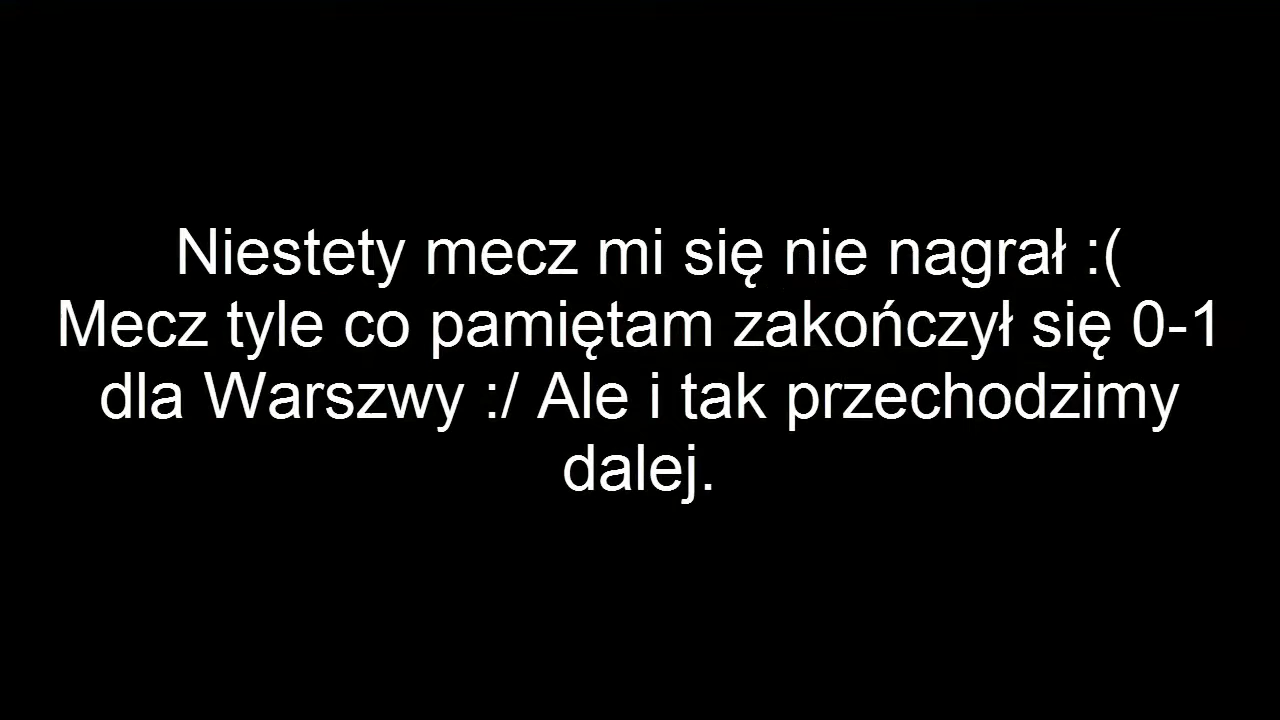 Niestety mecz mi się nie nagrał :(
Mecz tyle co pamiętam zakończył się 0-1
dla Warszwy :/ Ale i tak przechodzimy
dalej.